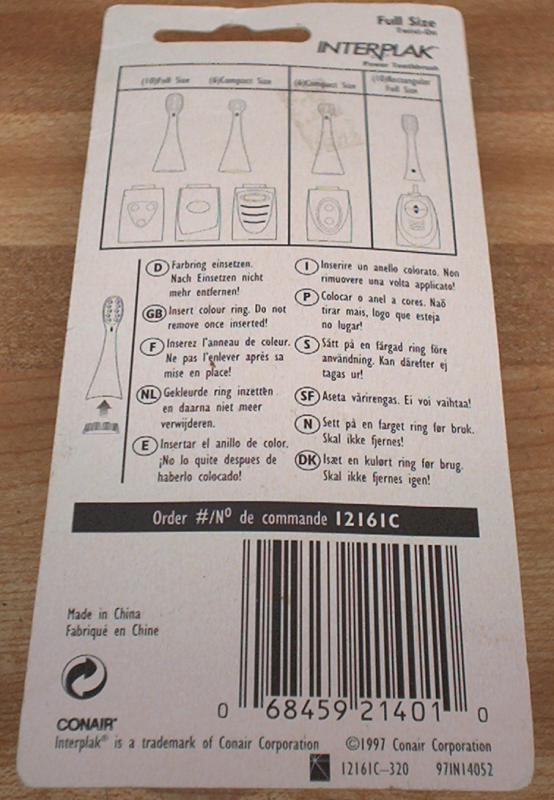 Full Size
Twist-On
INTERPLAK
Power Toothbrush
(10)Full Size
(6)Compact Size
(6)Compact Size
(10)Rectangular
Full Size
D Farbring einsetzen.
Nach Einsetzen nicht
mehr entfernen!
GB Insert colour ring. Do not
remove once inserted!
F Inserez l'anneau de coleur.
Ne pas l'enlever après sa
mise en place!
NL Gekleurde ring inzetten
en daarna niet meer
verwijderen.
E Insertar el anillo de color.
¡No lo quite despues de
haberlo colocado!
I Inserire un anello colorato. Non
rimuovere una volta applicato!
P Colocar o anel a cores. Naõ
tirar mais, logo que esteja
no lugar!
S Sätt på en färgad ring före
användning. Kan därefter ej
tagas ur!
SF Aseta värirengas. Ei voi vaihtaa!
N Sett på en farget ring før bruk.
Skal ikke fjernes!
DK Isæt en kulørt ring før brug.
Skal ikke fjernes igen!
Order #/Nº de commande 12161C
Made in China
Fabriqué en Chine
0 68459 21401 0
CONAIR®
Interplak® is a trademark of Conair Corporation ©1997 Conair Corporation
12161C–320 97IN14052